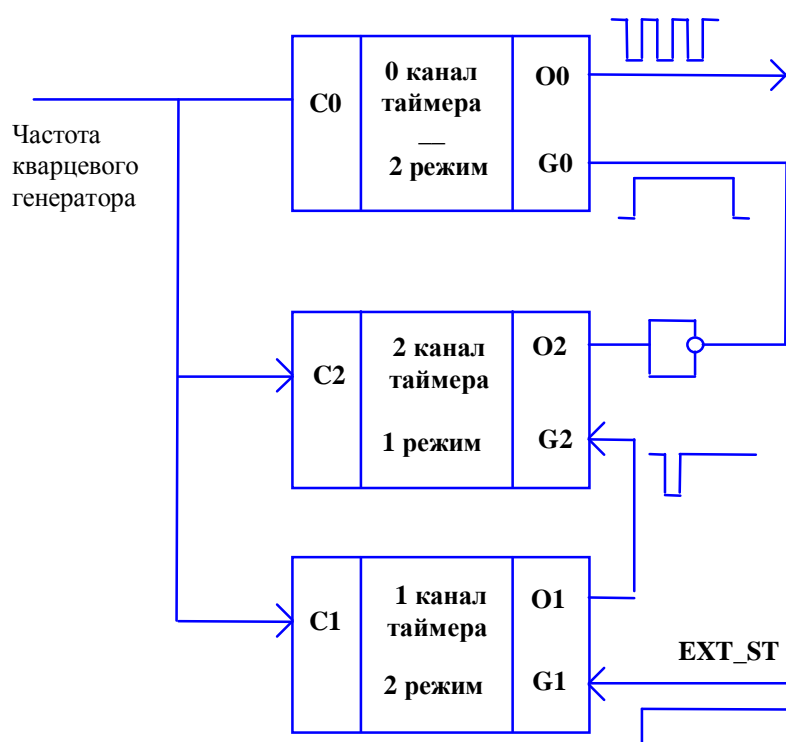 Частота
кварцевого
генератора
C0
0 канал
таймера
—
2 режим
O0
G0
C2
2 канал
таймера
1 режим
O2
G2
C1
1 канал
таймера
2 режим
O1
G1
EXT_ST